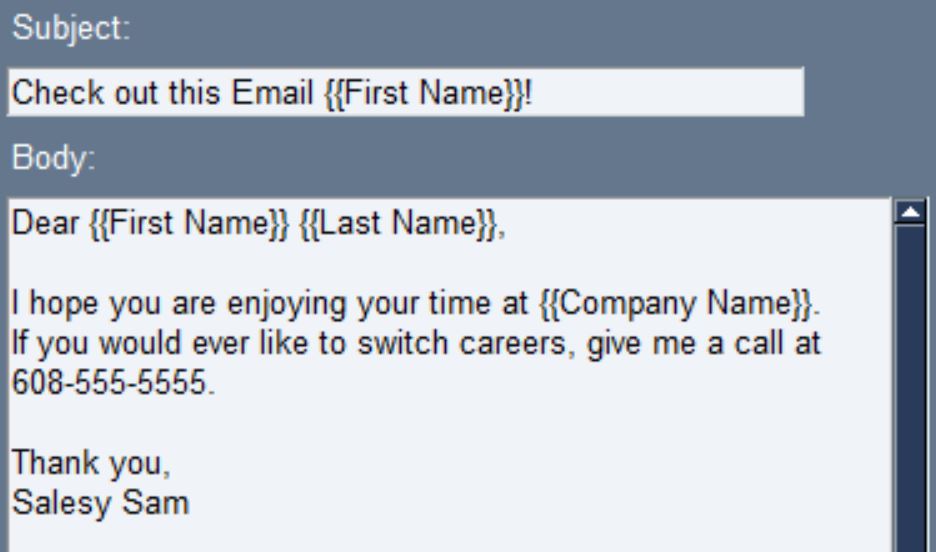 Subject:
Check out this Email {{First Name}}!
Body:
Dear {{First Name}} {{Last Name}},
I hope you are enjoying your time at {{Company Name}}.
If you would ever like to switch careers, give me a call at
608-555-5555.
Thank you,
Salesy Sam